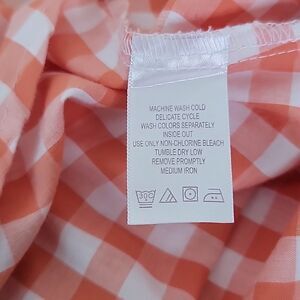 MACHINE WASH COLD
DELICATE CYCLE
WASH COLORS SEPARATELY
INSIDE OUT
USE ONLY NON-CHLORINE BLEACH
TUMBLE DRY LOW
REMOVE PROMPTLY
MEDIUM IRON